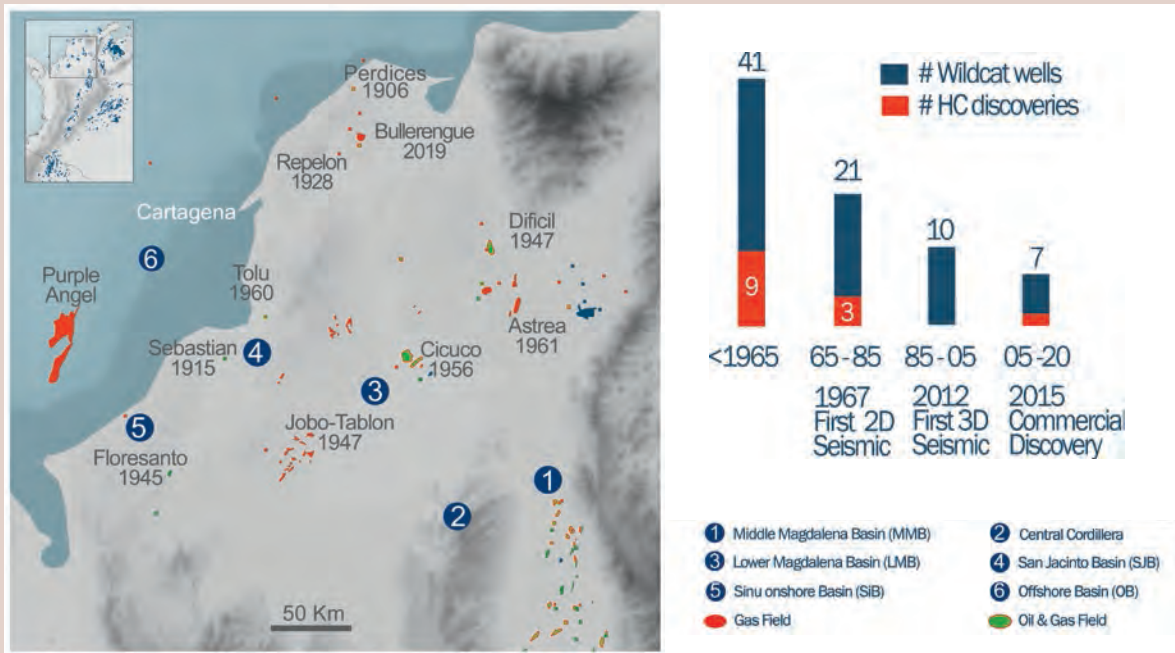 Perdices
1906
Bullerengue
2019
Repelon
1928
Cartagena
Dificil
1947
6
Purple
Angel
Tolu
1960
Astrea
1961
Sebastian
1915
4
Cicuco
1956
3
Jobo-Tablon
1947
5
Floresanto
1945
1
2
50 Km
41
# Wildcat wells
# HC discoveries
21
10
7
9
3
<1965
65-85
85-05
05-20
1967
First 2D
Seismic
2012
First 3D
Seismic
2015
Commercial
Discovery
1 Middle Magdalena Basin (MMB)
2 Central Cordillera
3 Lower Magdalena Basin (LMB)
4 San Jacinto Basin (SJB)
5 Sinu onshore Basin (SiB)
6 Offshore Basin (OB)
Gas Field
Oil & Gas Field